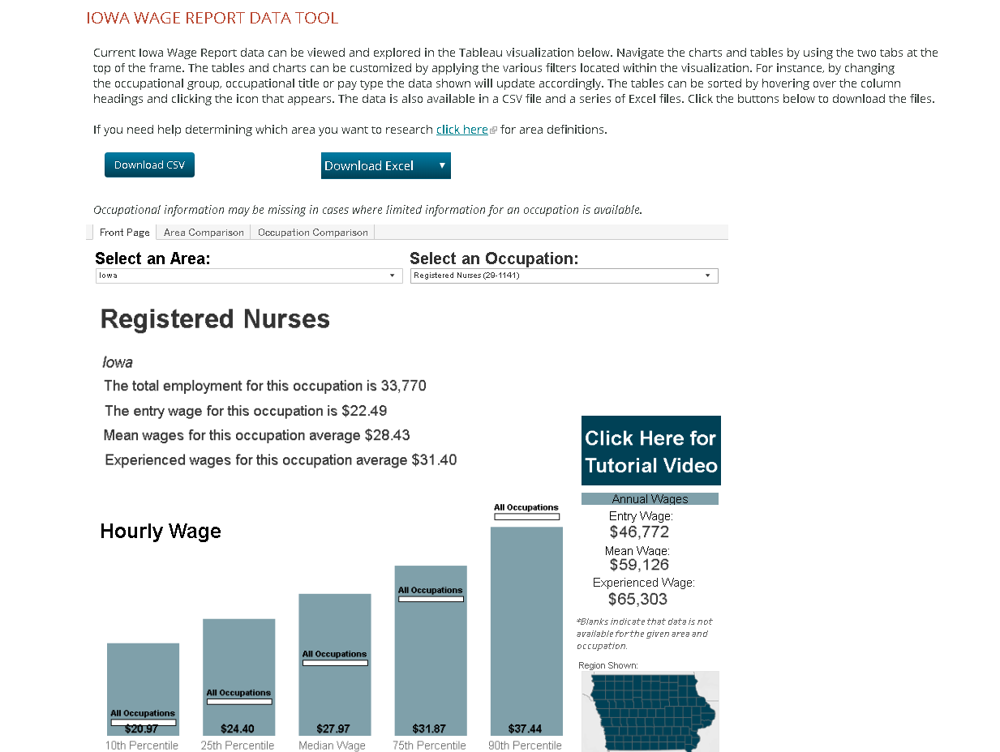 IOWA WAGE REPORT DATA TOOL
Current Iowa Wage Report data can be viewed and explored in the Tableau visualization below. Navigate the charts and tables by using the two tabs at the
top of the frame. The tables and charts can be customized by applying the various filters located within the visualization. For instance, by changing
the occupational group, occupational title or pay type the data shown will update accordingly. The tables can be sorted by hovering over the column
headings and clicking the icon that appears. The data is also available in a CSV file and a series of Excel files. Click the buttons below to download the files.
If you need help determining which area you want to research click here for area definitions.
Download CSV
Download Excel
Occupational information may be missing in cases where limited information for an occupation is available.
Front Page Area Comparison Occupation Comparison
Select an Area:
Iowa
Select an Occupation:
Registered Nurses (29-1141)
Registered Nurses
Iowa
The total employment for this occupation is 33,770
The entry wage for this occupation is $22.49
Mean wages for this occupation average $28.43
Experienced wages for this occupation average $31.40
Click Here for
Tutorial Video
Hourly Wage
All Occupations
$20.97
10th Percentile
All Occupations
$24.40
25th Percentile
All Occupations
$27.97
Median Wage
All Occupations
$31.87
75th Percentile
All Occupations
$37.44
90th Percentile
Annual Wages
Entry Wage:
$46,772
Mean Wage:
$59,126
Experienced Wage:
$65,303
*Blanks indicate that data is not
available for the given area and
occupation.
Region Shown: